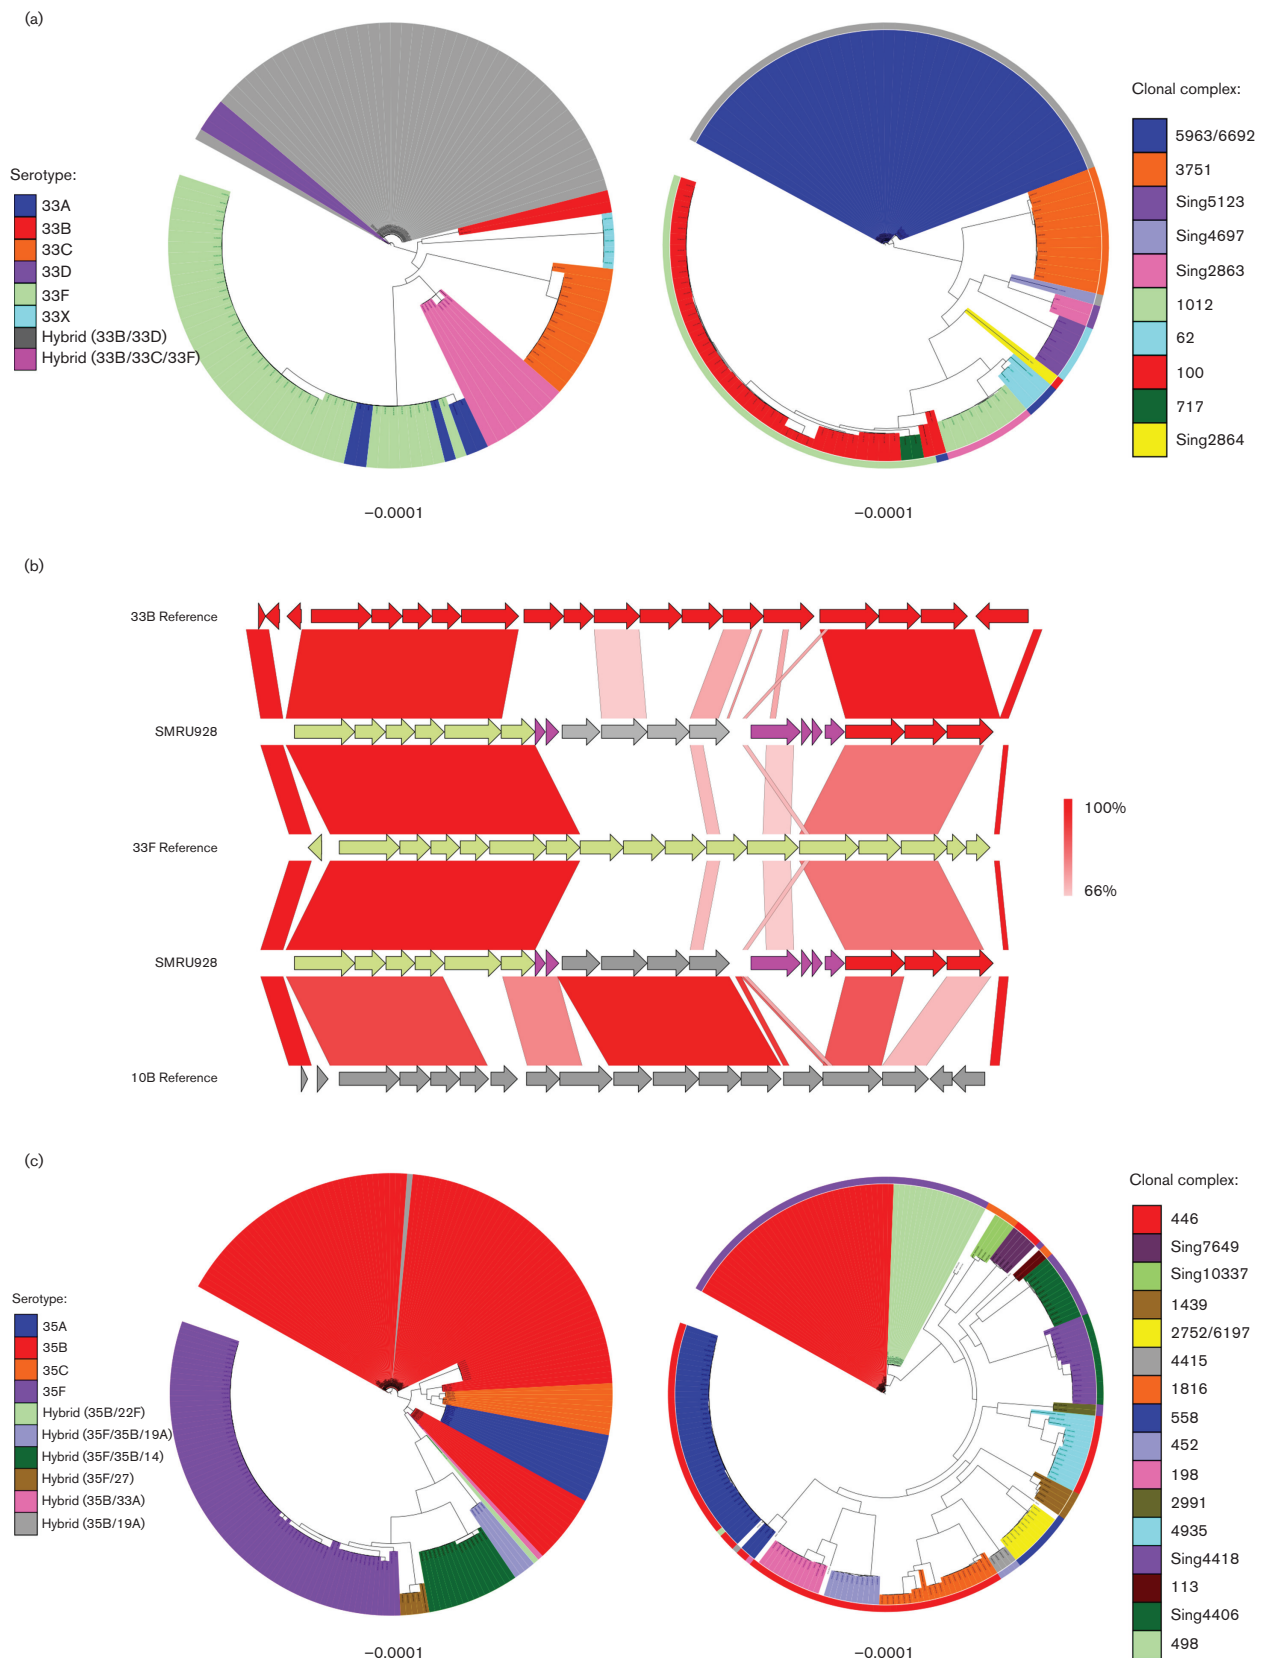 (a)
Serotype:
33A
33B
33C
33D
33F
33X
Hybrid (33B/33D)
Hybrid (33B/33C/33F)
Clonal complex:
5963/6692
3751
Sing5123
Sing4697
Sing2863
1012
62
100
717
Sing2864
−0.0001
−0.0001
(b)
33B Reference
SMRU928
33F Reference
SMRU928
10B Reference
100%
66%
(c)
Serotype:
35A
35B
35C
35F
Hybrid (35B/22F)
Hybrid (35F/35B/19A)
Hybrid (35F/35B/14)
Hybrid (35F/27)
Hybrid (35B/33A)
Hybrid (35B/19A)
Clonal complex:
446
Sing7649
Sing10337
1439
2752/6197
4415
1816
558
452
198
2991
4935
Sing4418
113
Sing4406
498
−0.0001
−0.0001